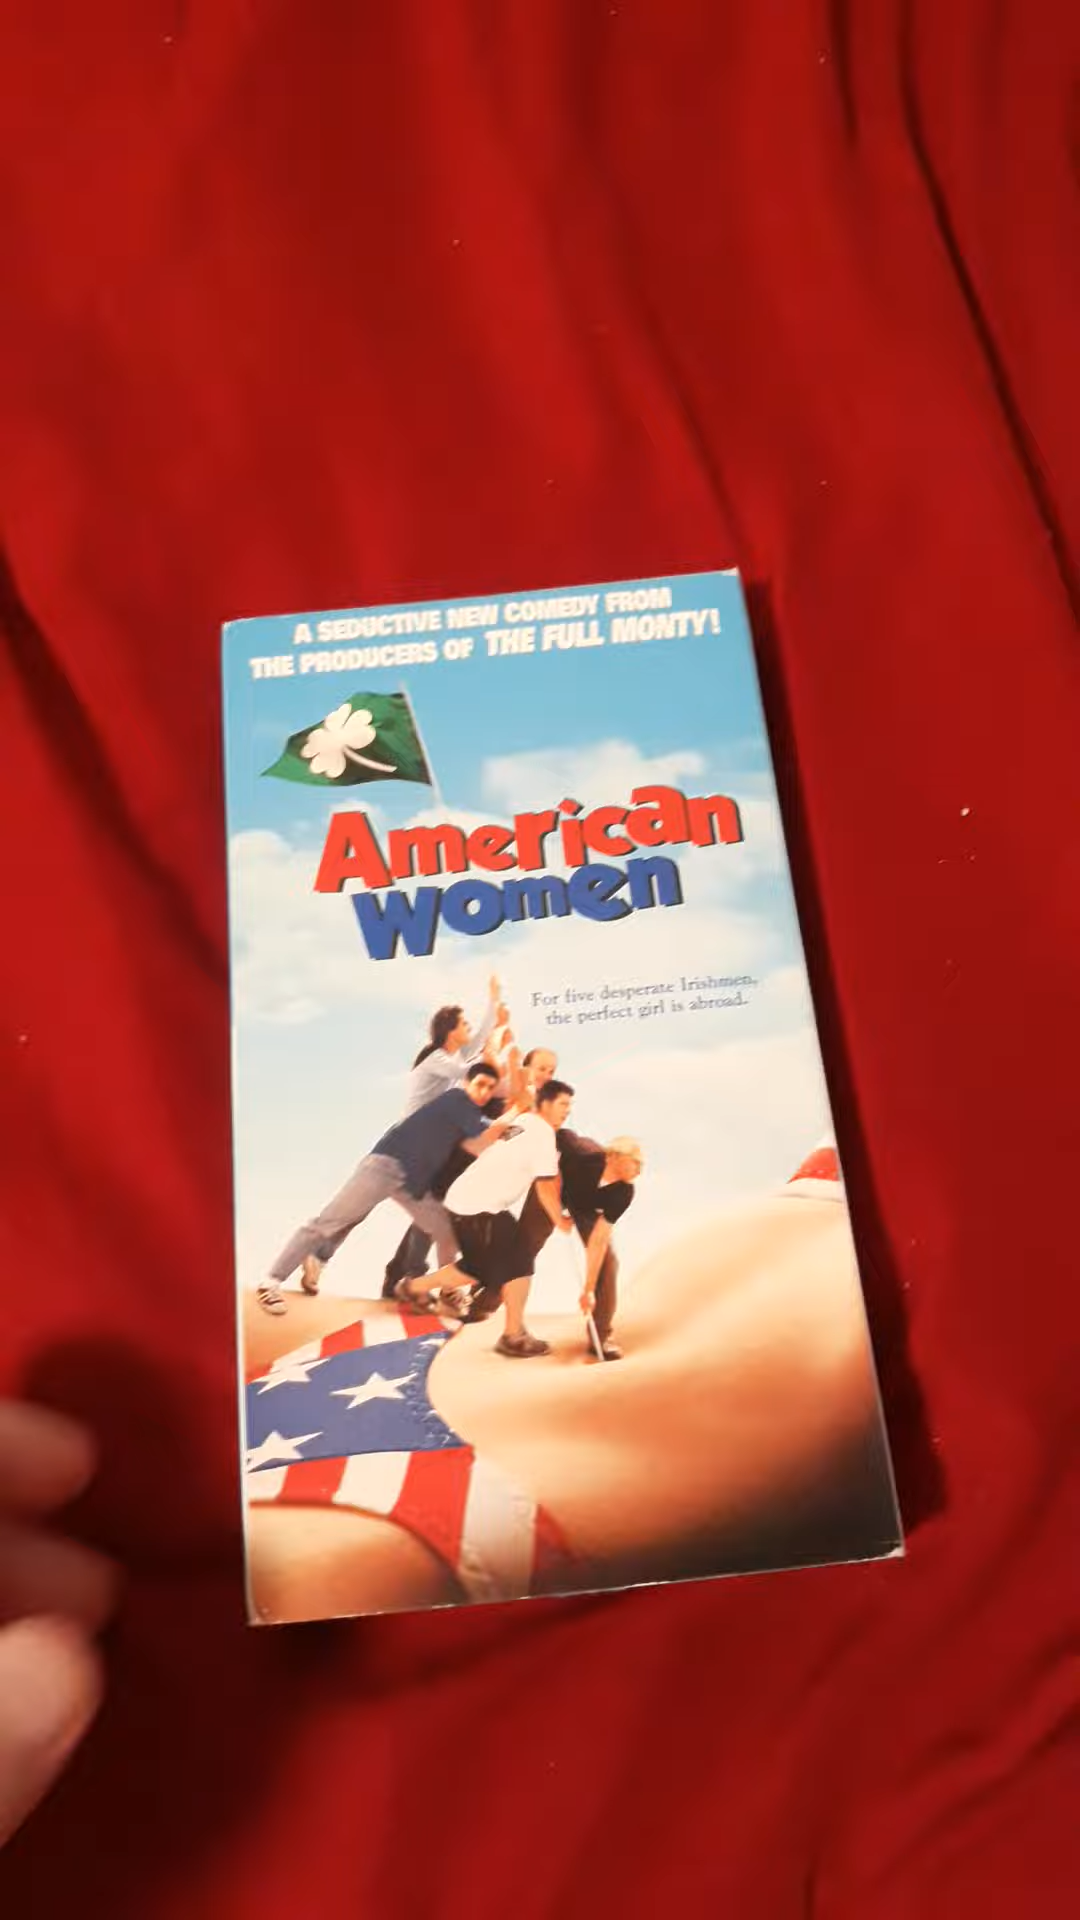 A SEDUCTIVE NEW COMEDY FROM
THE PRODUCERS OF THE FULL MONTY!
American
women
For five desperate Irishmen,
the perfect girl is abroad.